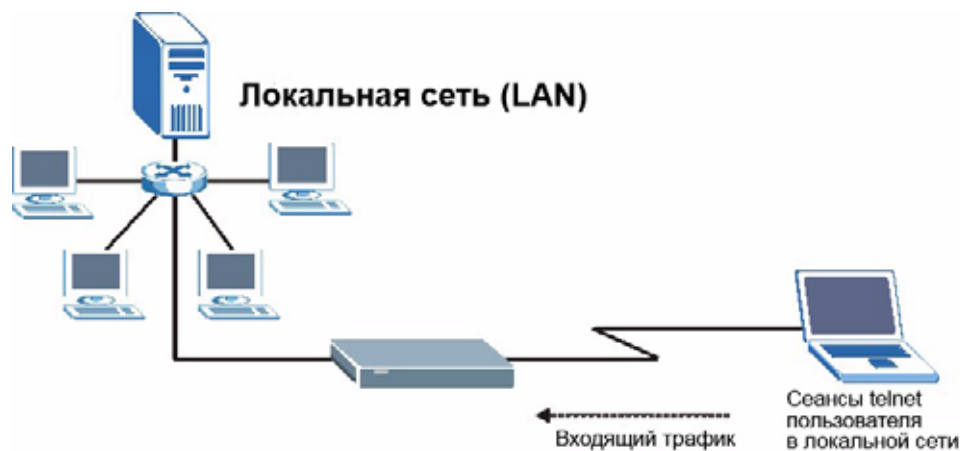 Локальная сеть (LAN)
Сеансы telnet
пользователя
в локальной сети
Входящий трафик